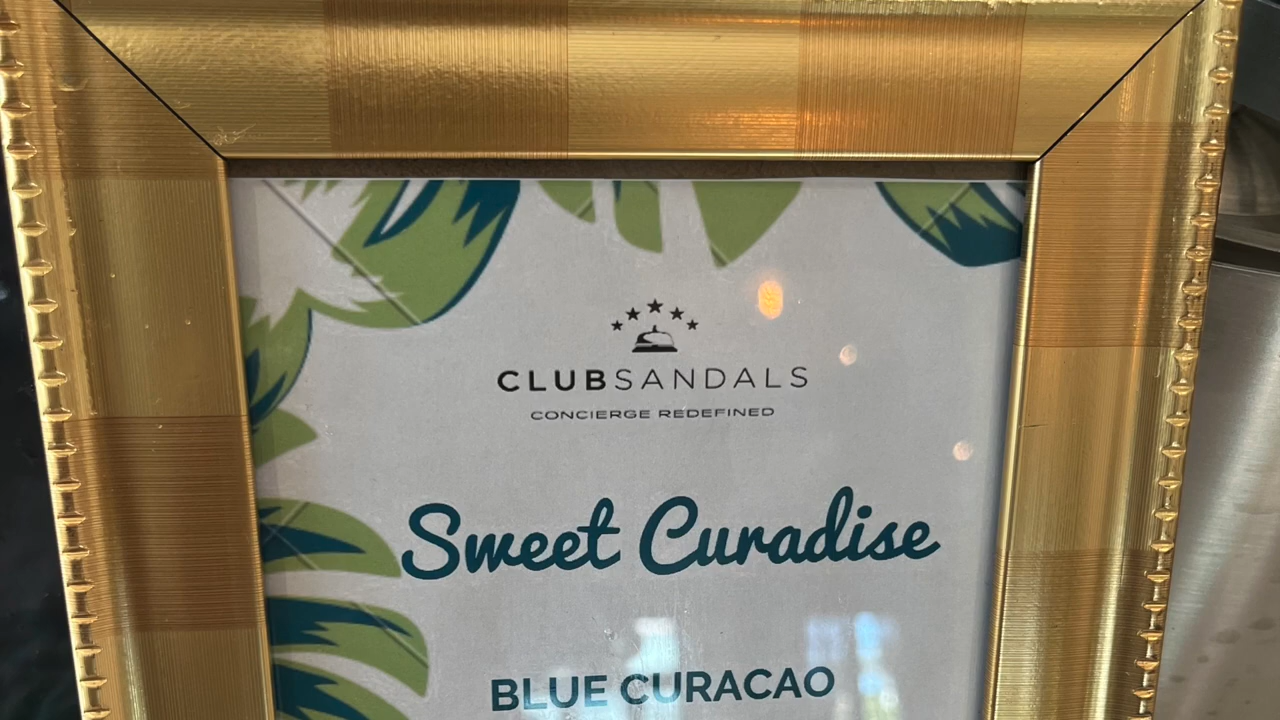 CLUBSANDALS
CONCIERGE REDEFINED
Sweet Curadise
BLUE CURACAO